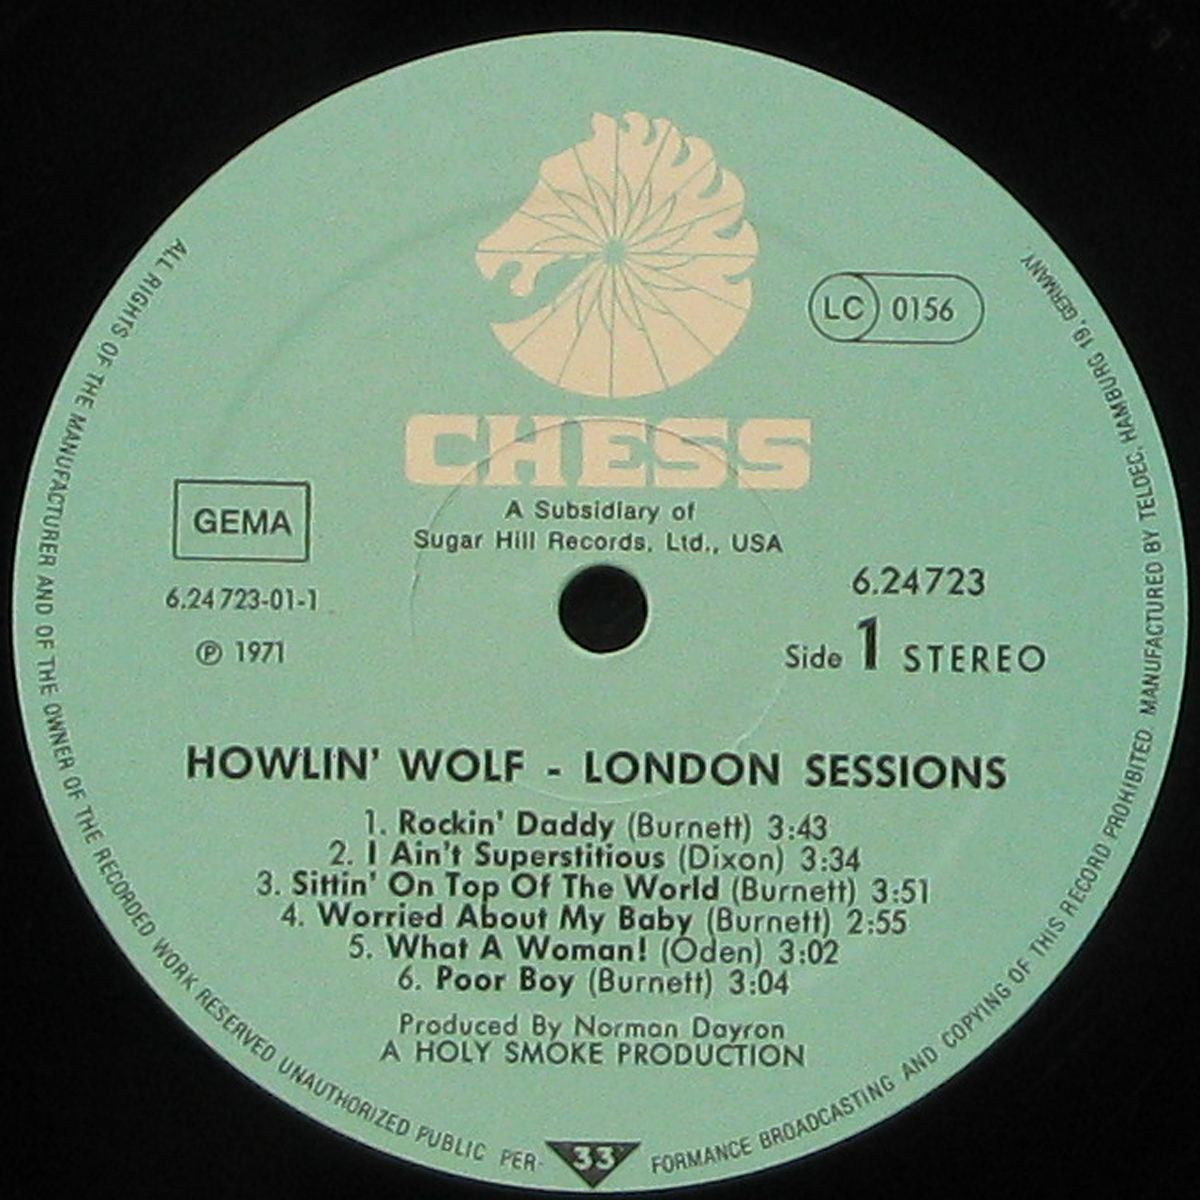 CHESS
A Subsidiary of
Sugar Hill Records, Ltd., USA
LC 0156
GEMA
6.24723-01-1
℗ 1971
6.24723
Side 1 STEREO
HOWLIN' WOLF - LONDON SESSIONS
1. Rockin' Daddy (Burnett) 3:43
2. I Ain't Superstitious (Dixon) 3:34
3. Sittin' On Top Of The World (Burnett) 3:51
4. Worried About My Baby (Burnett) 2:55
5. What A Woman! (Oden) 3:02
6. Poor Boy (Burnett) 3:04
Produced By Norman Dayron
A HOLY SMOKE PRODUCTION
ALL RIGHTS OF THE MANUFACTURER AND OF THE OWNER OF THE RECORDED WORK RESERVED UNAUTHORIZED PUBLIC PER- 33 FORMANCE BROADCASTING AND COPYING OF THIS RECORD PROHIBITED. MANUFACTURED BY TELDEC, HAMBURG 19, GERMANY.